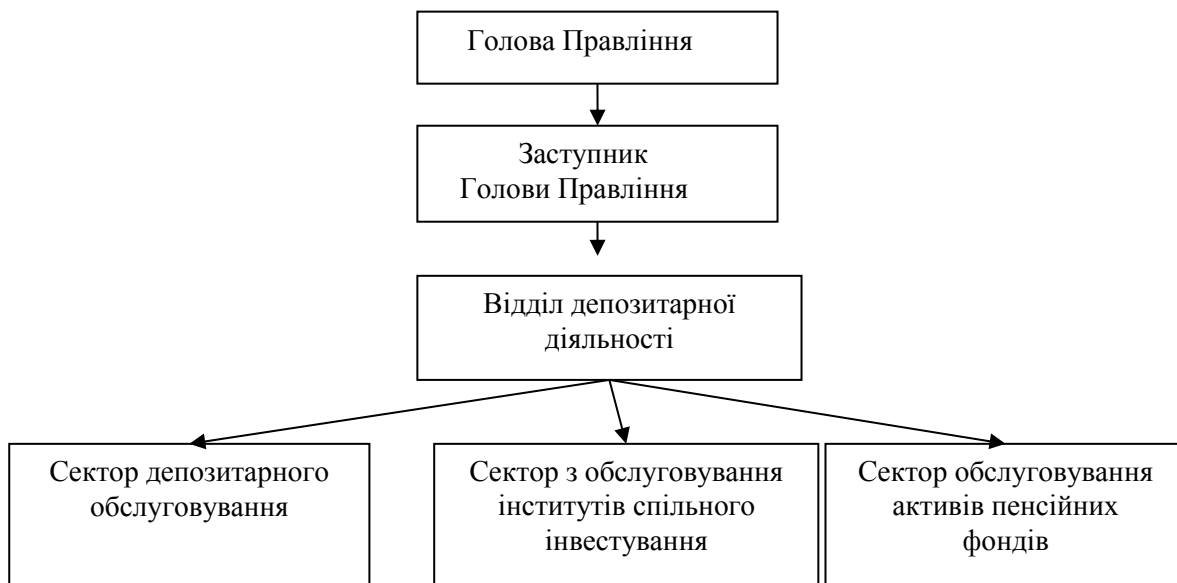 Голова Правління
Заступник
Голови Правління
Відділ депозитарної
діяльності
Сектор депозитарного
обслуговування
Сектор з обслуговування
інститутів спільного
інвестування
Сектор обслуговування
активів пенсійних
фондів